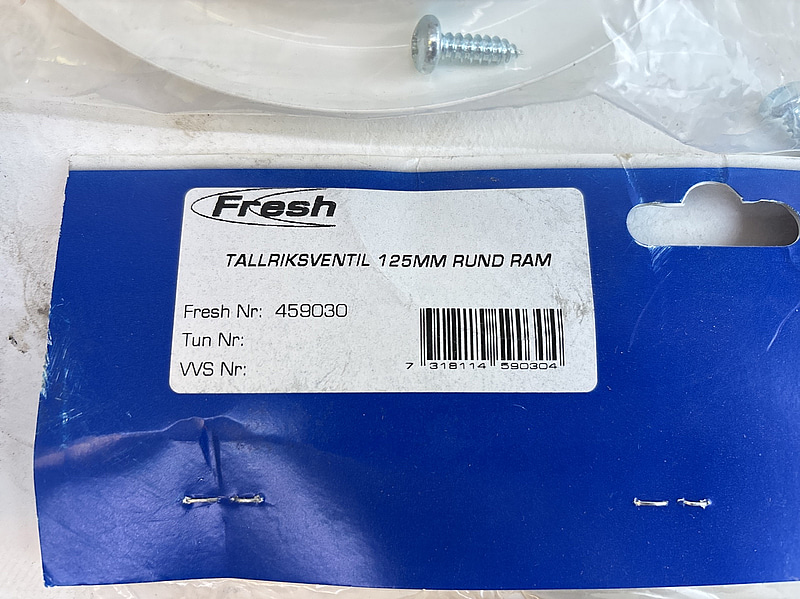 Fresh
TALLRIKSVENTIL 125MM RUND RAM
Fresh Nr: 459030
Tun Nr:
VVS Nr:
7 318114 590304